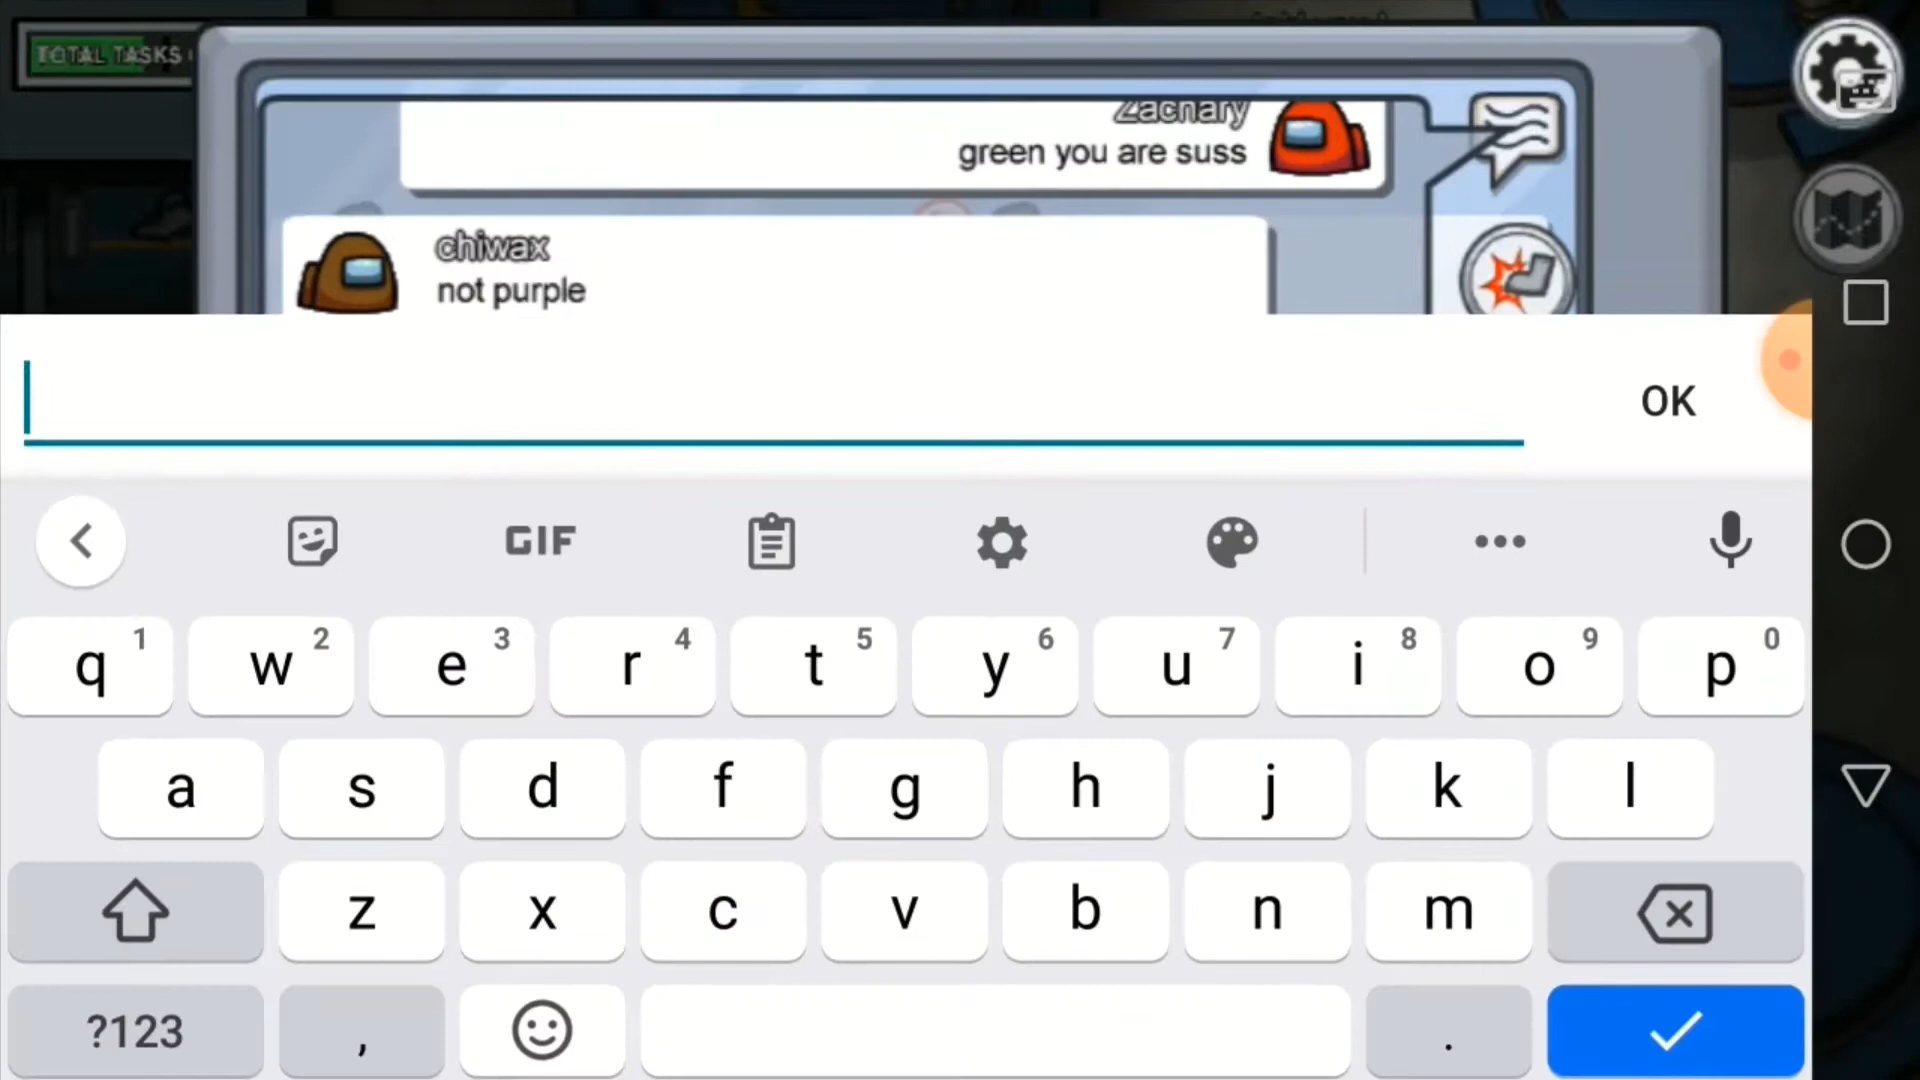 TOTAL TASKS
Zachary
green you are suss
chiwax
not purple
OK
GIF
q 1 w 2 e 3 r 4 t 5 y 6 u 7 i 8 o 9 p 0
a s d f g h j k l
z x c v b n m
?123 , .